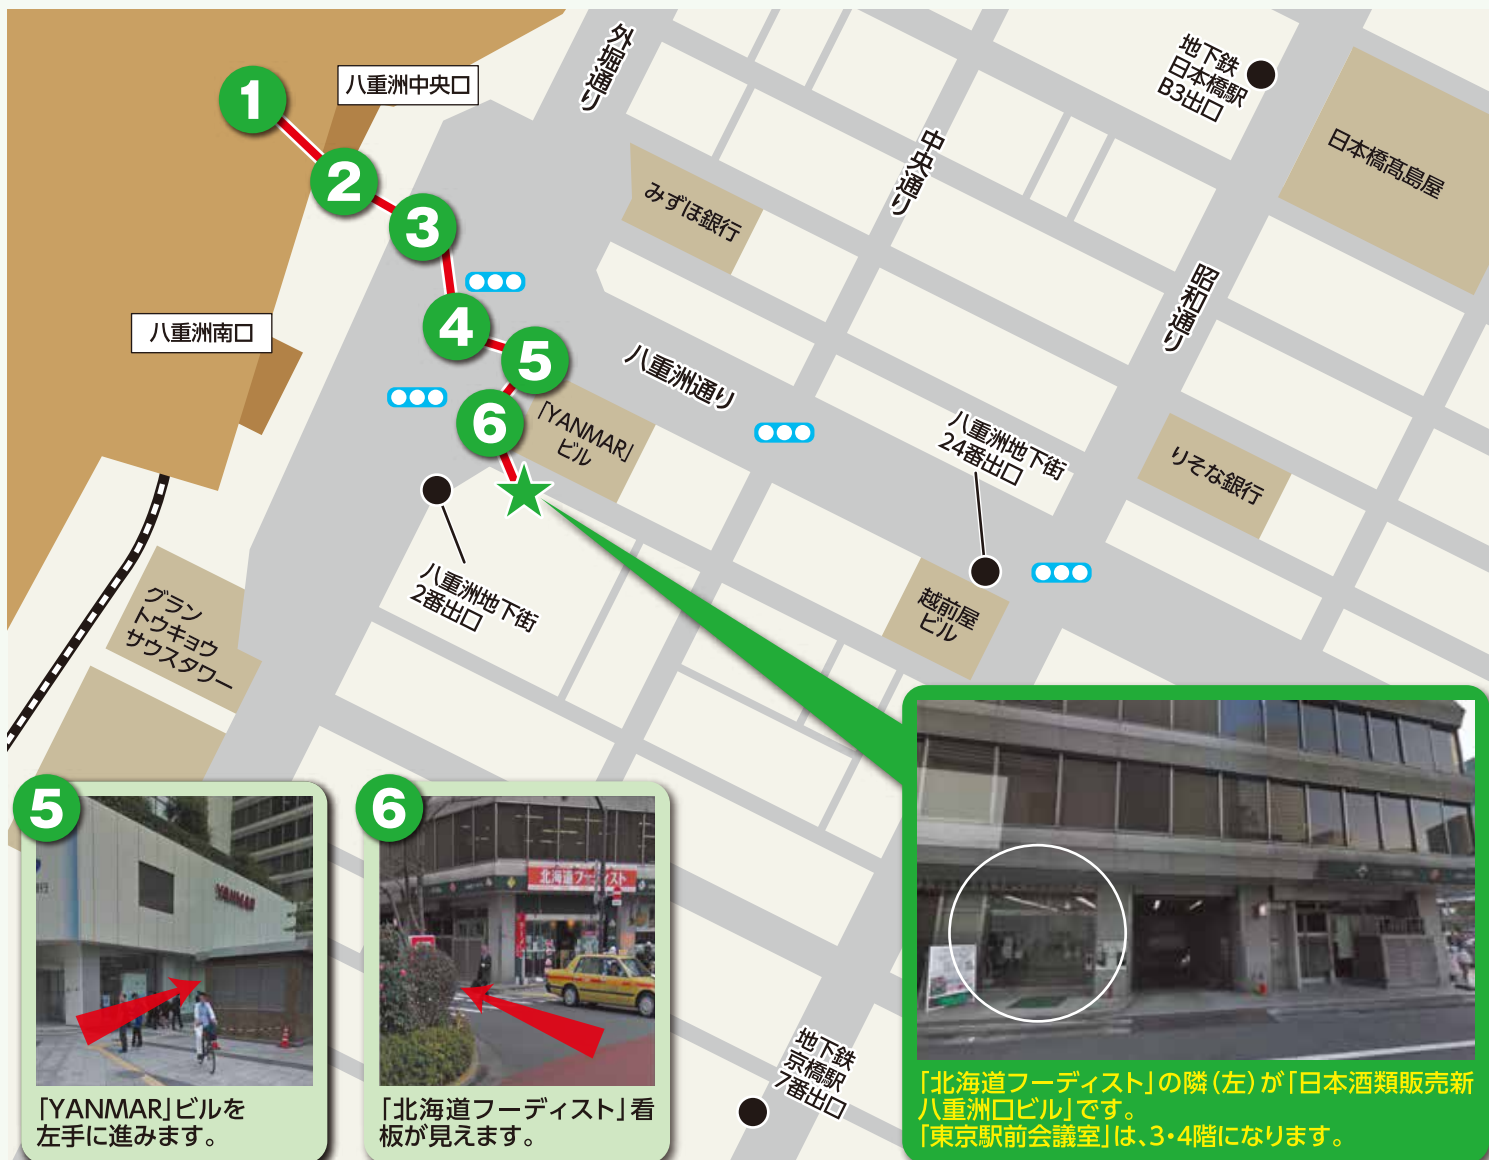 1
八重洲中央口
2
3
4
5
6
八重洲南口
外堀通り
みずほ銀行
中央通り
地下鉄
日本橋駅
B3出口
日本橋髙島屋
昭和通り
八重洲通り
「YANMAR」
ビル
八重洲地下街
24番出口
りそな銀行
八重洲地下街
2番出口
越前屋
ビル
グラン
トウキョウ
サウスタワー
地下鉄
京橋駅
7番出口
5
YANMAR
「YANMAR」ビルを
左手に進みます。
6
北海道フーディスト
「北海道フーディスト」看
板が見えます。
「北海道フーディスト」の隣(左)が「日本酒類販売新
八重洲口ビル」です。
「東京駅前会議室」は、3・4階になります。